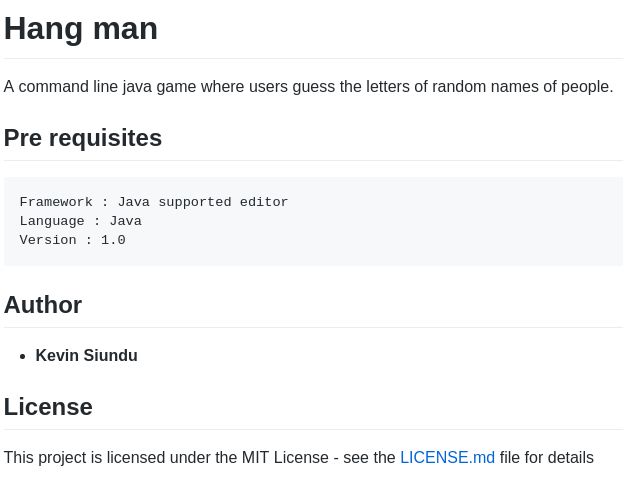 Hang man
A command line java game where users guess the letters of random names of people.
Pre requisites
Framework : Java supported editor
Language : Java
Version : 1.0
Author
Kevin Siundu
License
This project is licensed under the MIT License - see the LICENSE.md file for details